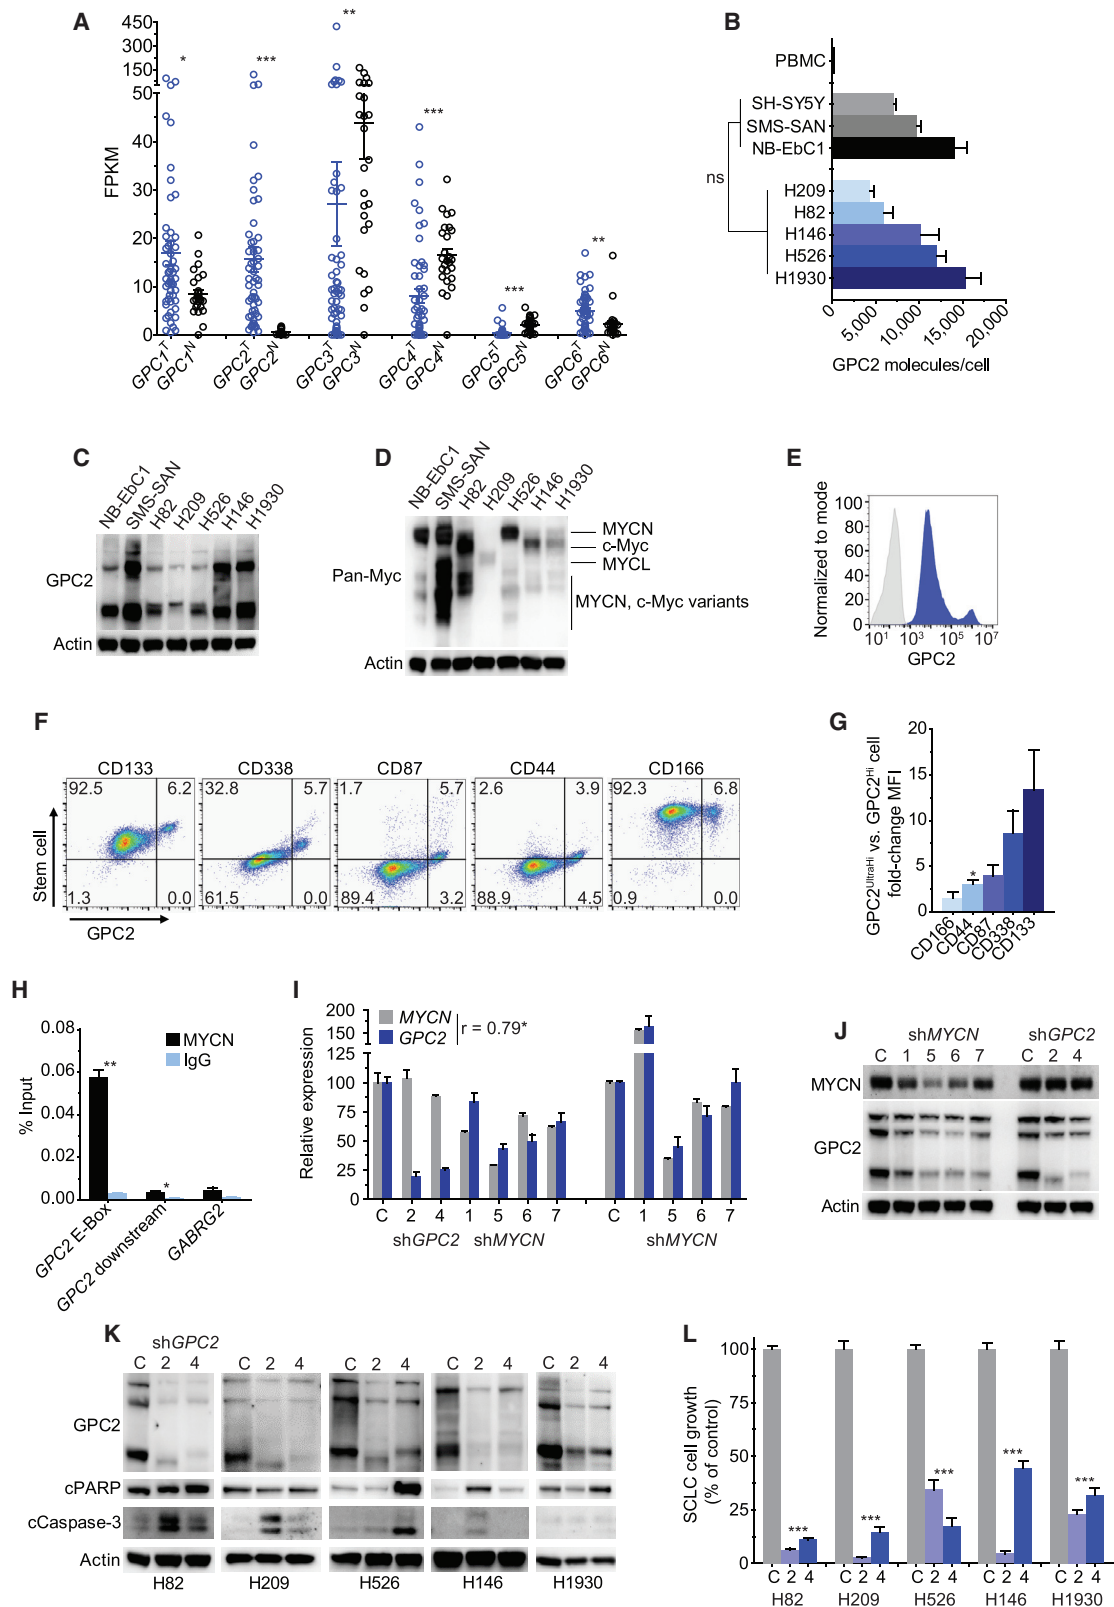 A
450
300
150
50
40
30
20
10
0
FPKM
* ** *** *** *** **
GPC1ᵀ GPC1ᴺ GPC2ᵀ GPC2ᴺ GPC3ᵀ GPC3ᴺ GPC4ᵀ GPC4ᴺ GPC5ᵀ GPC5ᴺ GPC6ᵀ GPC6ᴺ
B
PBMC
SH-SY5Y
SMS-SAN
NB-EbC1
ns
H209
H82
H146
H526
H1930
0 5,000 10,000 15,000 20,000
GPC2 molecules/cell
C
NB-EbC1 SMS-SAN H82 H209 H526 H146 H1930
GPC2
Actin
D
NB-EbC1 SMS-SAN H82 H209 H526 H146 H1930
Pan-Myc
MYCN
c-Myc
MYCL
MYCN, c-Myc variants
Actin
E
Normalized to mode
100
80
60
40
20
0
10¹ 10³ 10⁵ 10⁷
GPC2
F
CD133 CD338 CD87 CD44 CD166
92.5 6.2 32.8 5.7 1.7 5.7 2.6 3.9 92.3 6.8
1.3 0.0 61.5 0.0 89.4 3.2 88.9 4.5 0.9 0.0
Stem cell
GPC2
G
GPC2ᵁˡᵗʳᵃᴴⁱ vs. GPC2ᴴⁱ cell
fold-change MFI
20
15
10
5
0
*
CD166 CD44 CD87 CD338 CD133
H
% Input
0.08
0.06
0.04
0.02
0.00
MYCN
IgG
**
*
GPC2 E-Box GPC2 downstream GABRG2
I
Relative expression
200
150
100
125
100
75
50
25
0
MYCN
GPC2
r = 0.79*
C 2 4 1 5 6 7 C 1 5 6 7
shGPC2 shMYCN shMYCN
J
shMYCN shGPC2
C 1 5 6 7 C 2 4
MYCN
GPC2
Actin
K
shGPC2
C 2 4 C 2 4 C 2 4 C 2 4 C 2 4
GPC2
cPARP
cCaspase-3
Actin
H82 H209 H526 H146 H1930
L
SCLC cell growth
(% of control)
100
75
50
25
0
*** *** *** *** ***
C 2 4 C 2 4 C 2 4 C 2 4 C 2 4
H82 H209 H526 H146 H1930